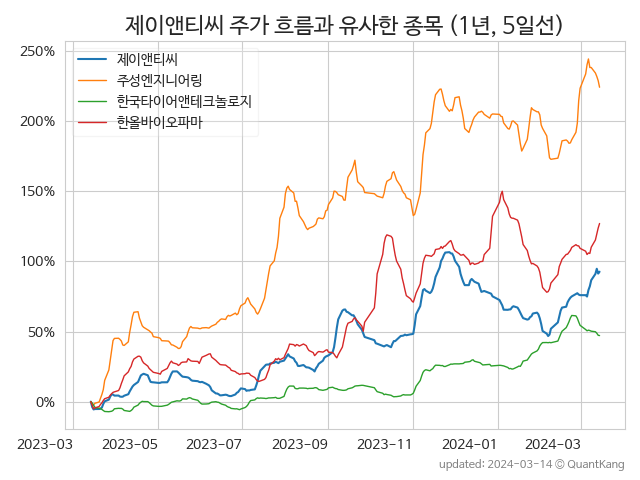 제이앤티씨 주가 흐름과 유사한 종목 (1년, 5일선)
250%
200%
150%
100%
50%
0%
제이앤티씨
주성엔지니어링
한국타이어앤테크놀로지
한올바이오파마
2023-03 2023-05 2023-07 2023-09 2023-11 2024-01 2024-03
updated: 2024-03-14 © QuantKang